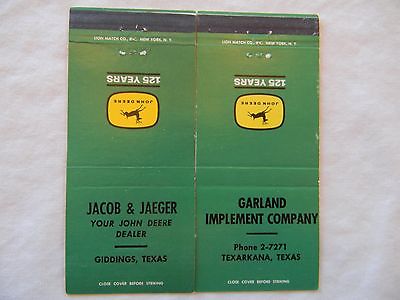 LION MATCH CO., INC. NEW YORK, N. Y.
125 YEARS
JOHN DEERE
JACOB & JAEGER
YOUR JOHN DEERE
DEALER
GIDDINGS, TEXAS
CLOSE COVER BEFORE STRIKING
LION MATCH CO., INC. NEW YORK, N. Y.
125 YEARS
JOHN DEERE
GARLAND
IMPLEMENT COMPANY
Phone 2-7271
TEXARKANA, TEXAS
CLOSE COVER BEFORE STRIKING